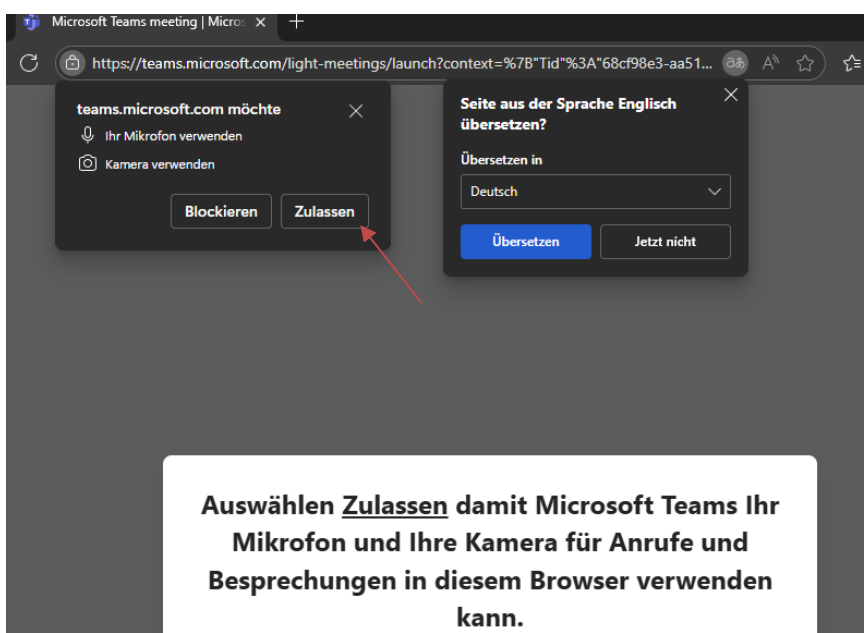 Microsoft Teams meeting | Micros
https://teams.microsoft.com/light-meetings/launch?context=%7B"Tid"%3A"68cf98e3-aa51...
teams.microsoft.com möchte
Ihr Mikrofon verwenden
Kamera verwenden
Blockieren
Zulassen
Seite aus der Sprache Englisch
übersetzen?
Übersetzen in
Deutsch
Übersetzen
Jetzt nicht
Auswählen Zulassen damit Microsoft Teams Ihr
Mikrofon und Ihre Kamera für Anrufe und
Besprechungen in diesem Browser verwenden
kann.